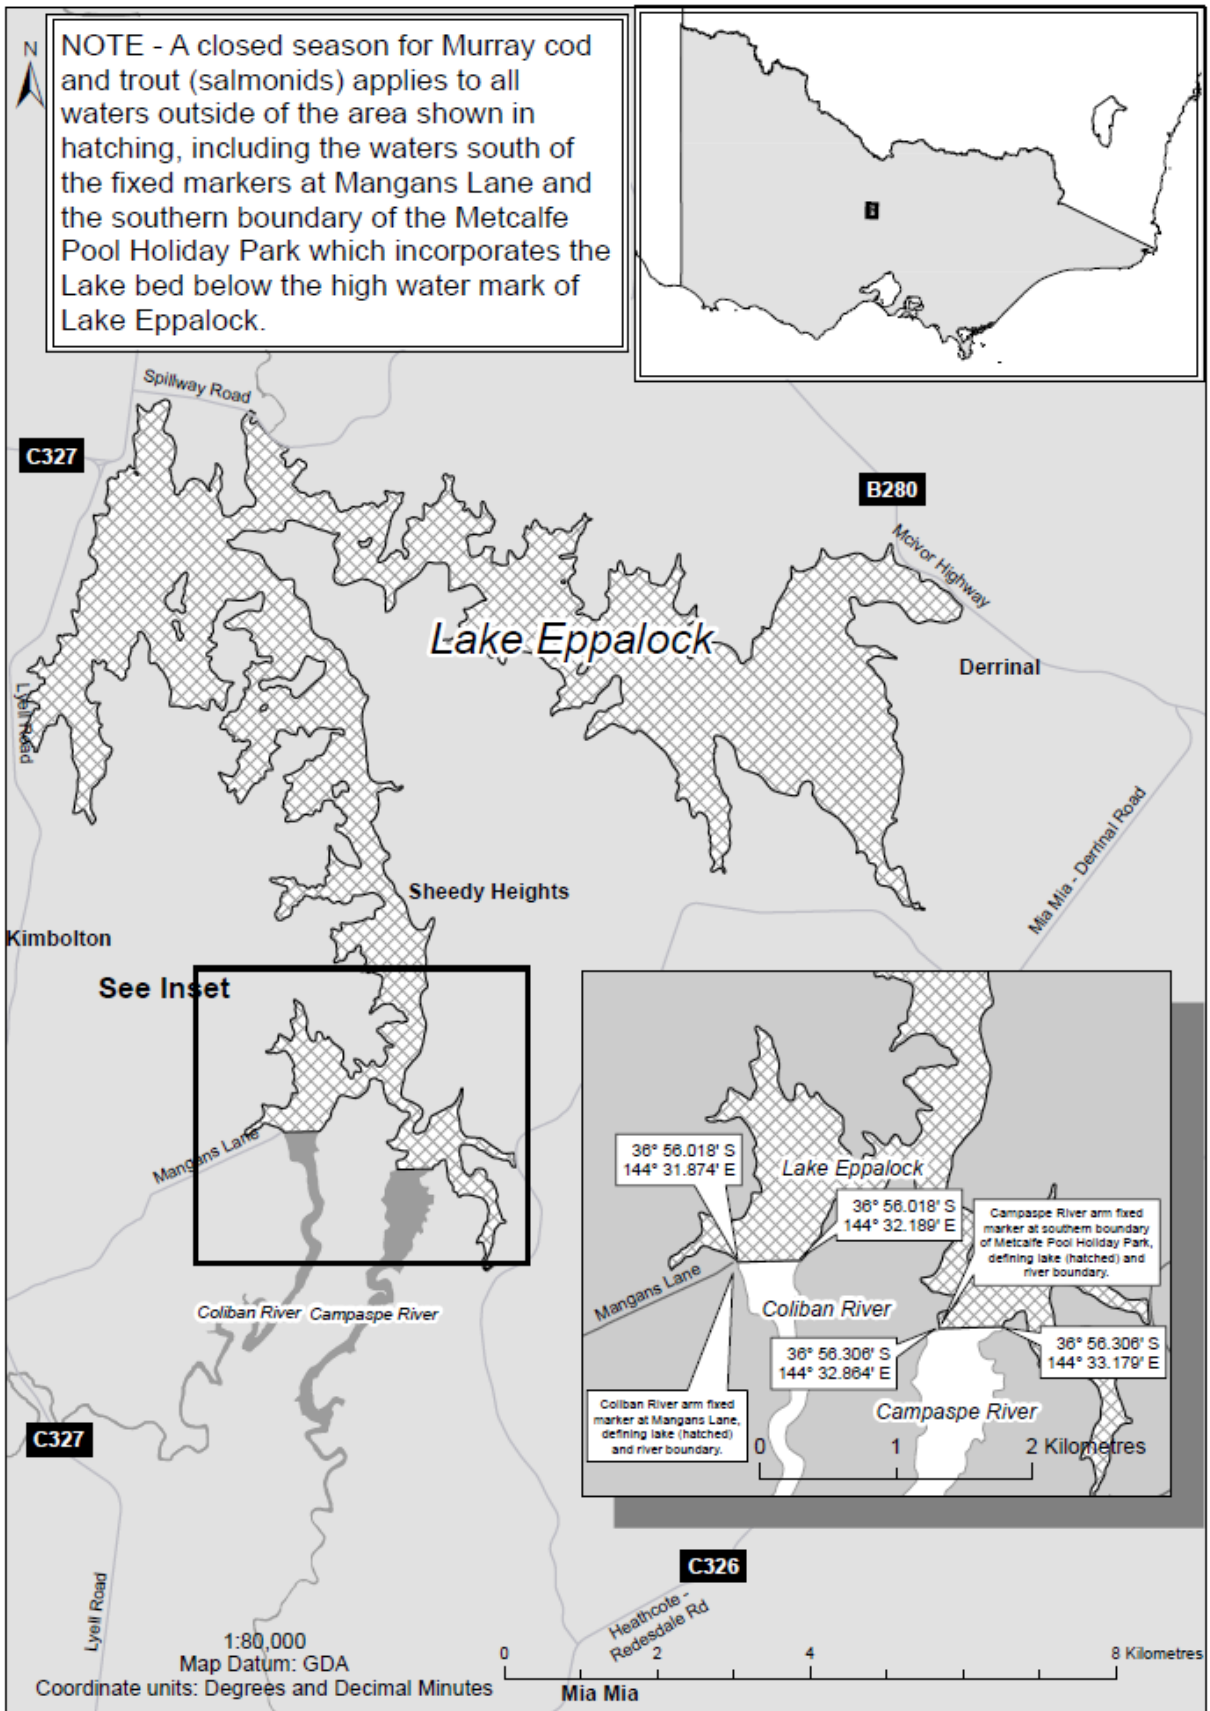 N
NOTE - A closed season for Murray cod
and trout (salmonids) applies to all
waters outside of the area shown in
hatching, including the waters south of
the fixed markers at Mangans Lane and
the southern boundary of the Metcalfe
Pool Holiday Park which incorporates the
Lake bed below the high water mark of
Lake Eppalock.
Spillway Road
C327
B280
McIvor Highway
Lake Eppalock
Derrinal
Lyell Road
Mia Mia - Derrinal Road
Sheedy Heights
Kimbolton
See Inset
Mangans Lane
Coliban River
Campaspe River
36° 56.018' S
144° 31.874' E
Lake Eppalock
36° 56.018' S
144° 32.189' E
Campaspe River arm fixed
marker at southern boundary
of Metcalfe Pool Holiday Park,
defining lake (hatched) and
river boundary.
Mangans Lane
Coliban River
36° 56.306' S
144° 32.864' E
36° 56.306' S
144° 33.179' E
Coliban River arm fixed
marker at Mangans Lane,
defining lake (hatched)
and river boundary.
Campaspe River
0 1 2 Kilometres
C327
C326
Lyell Road
Heathcote -
Redesdale Rd
1:80,000
Map Datum: GDA
Coordinate units: Degrees and Decimal Minutes
0 2 4 8 Kilometres
Mia Mia